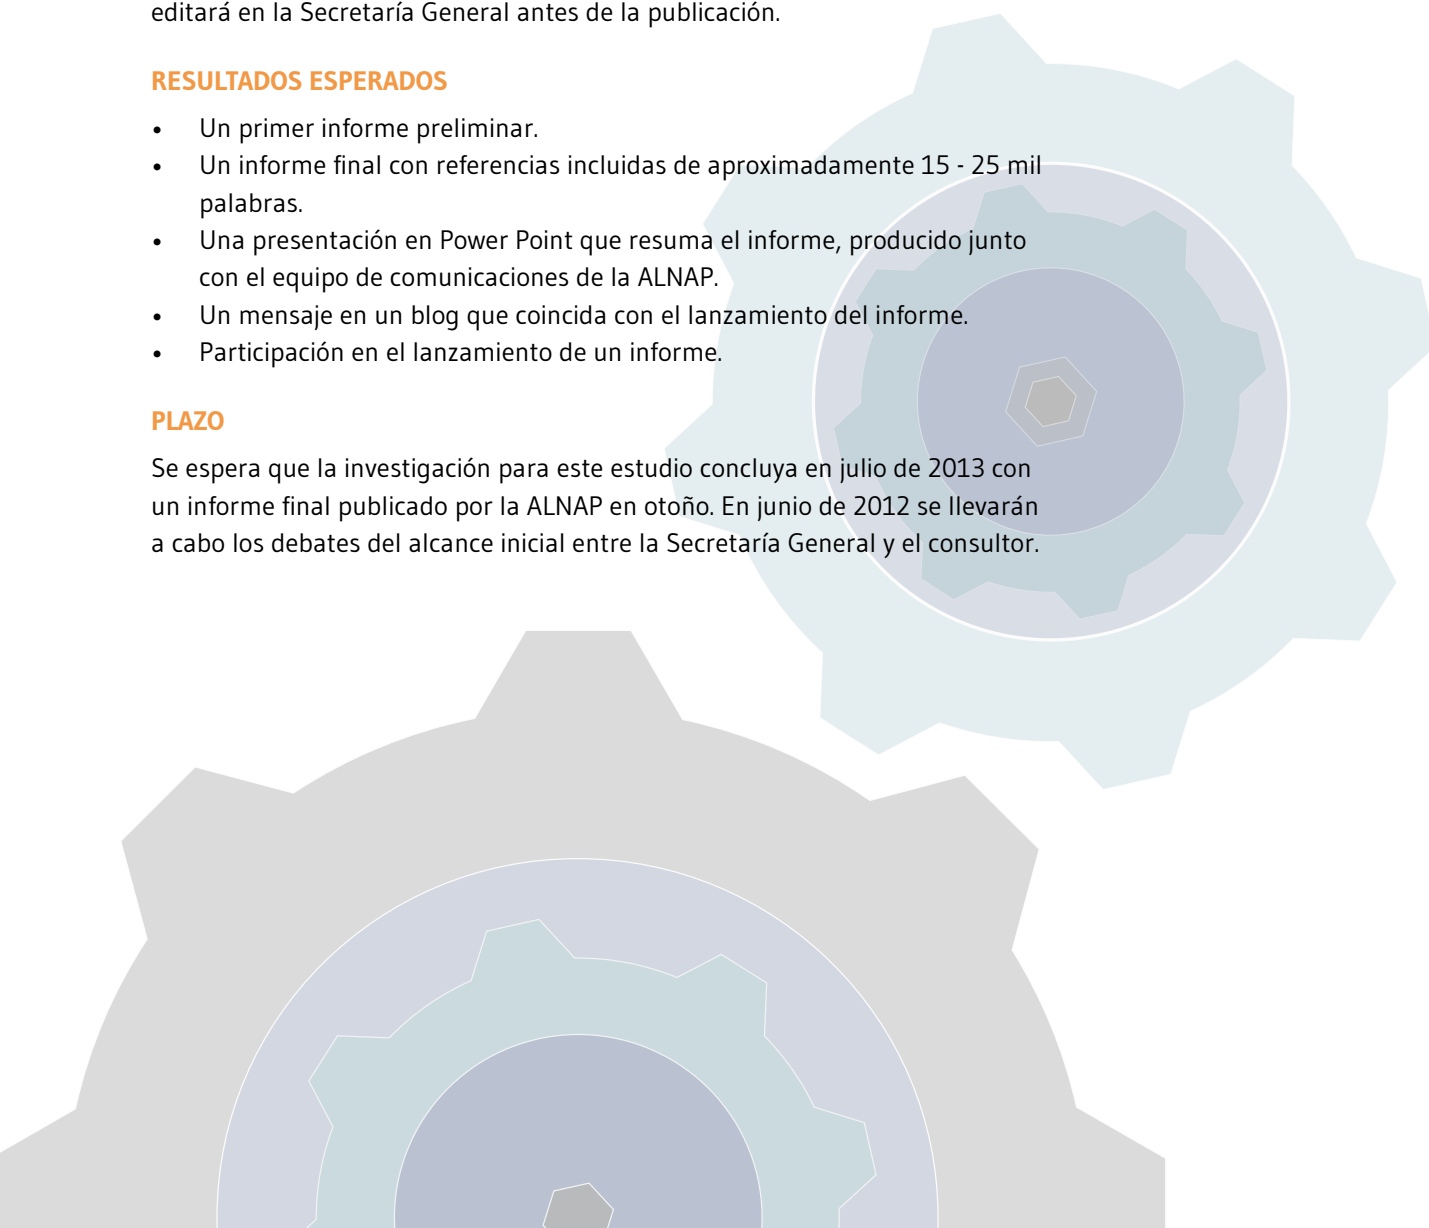 editará en la Secretaría General antes de la publicación.
RESULTADOS ESPERADOS
• Un primer informe preliminar.
• Un informe final con referencias incluidas de aproximadamente 15 - 25 mil
palabras.
• Una presentación en Power Point que resuma el informe, producido junto
con el equipo de comunicaciones de la ALNAP.
• Un mensaje en un blog que coincida con el lanzamiento del informe.
• Participación en el lanzamiento de un informe.
PLAZO
Se espera que la investigación para este estudio concluya en julio de 2013 con
un informe final publicado por la ALNAP en otoño. En junio de 2012 se llevarán
a cabo los debates del alcance inicial entre la Secretaría General y el consultor.